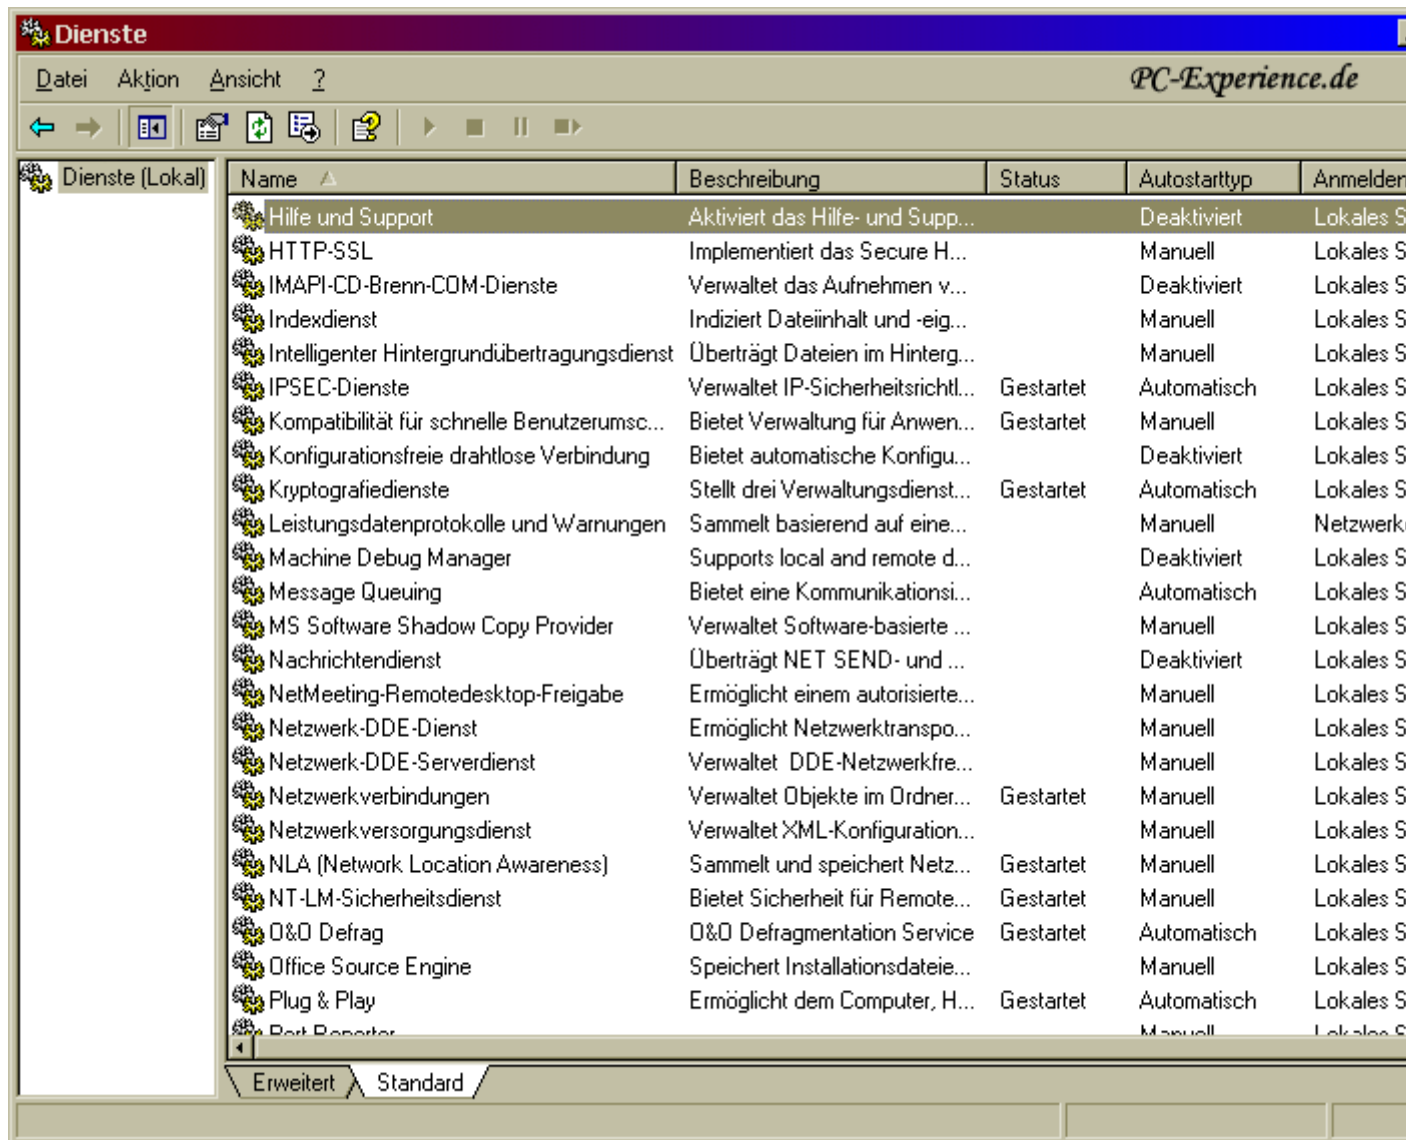 Dienste
Datei Aktion Ansicht ? PC-Experience.de
Dienste (Lokal) Name Beschreibung Status Autostarttyp Anmelden
Hilfe und Support Aktiviert das Hilfe- und Supp... Deaktiviert Lokales S
HTTP-SSL Implementiert das Secure H... Manuell Lokales S
IMAPI-CD-Brenn-COM-Dienste Verwaltet das Aufnehmen v... Deaktiviert Lokales S
Indexdienst Indiziert Dateiinhalt und -eig... Manuell Lokales S
Intelligenter Hintergrundübertragungsdienst Überträgt Dateien im Hinterg... Manuell Lokales S
IPSEC-Dienste Verwaltet IP-Sicherheitsrichtl... Gestartet Automatisch Lokales S
Kompatibilität für schnelle Benutzerumsc... Bietet Verwaltung für Anwen... Gestartet Manuell Lokales S
Konfigurationsfreie drahtlose Verbindung Bietet automatische Konfigu... Deaktiviert Lokales S
Kryptografiedienste Stellt drei Verwaltungsdienst... Gestartet Automatisch Lokales S
Leistungsdatenprotokolle und Warnungen Sammelt basierend auf eine... Manuell Netzwerk
Machine Debug Manager Supports local and remote d... Deaktiviert Lokales S
Message Queuing Bietet eine Kommunikationsi... Automatisch Lokales S
MS Software Shadow Copy Provider Verwaltet Software-basierte ... Manuell Lokales S
Nachrichtendienst Überträgt NET SEND- und ... Deaktiviert Lokales S
NetMeeting-Remotedesktop-Freigabe Ermöglicht einem autorisierte... Manuell Lokales S
Netzwerk-DDE-Dienst Ermöglicht Netzwerktranspo... Manuell Lokales S
Netzwerk-DDE-Serverdienst Verwaltet DDE-Netzwerkfre... Manuell Lokales S
Netzwerkverbindungen Verwaltet Objekte im Ordner... Gestartet Manuell Lokales S
Netzwerkversorgungsdienst Verwaltet XML-Konfiguration... Manuell Lokales S
NLA (Network Location Awareness) Sammelt und speichert Netz... Gestartet Manuell Lokales S
NT-LM-Sicherheitsdienst Bietet Sicherheit für Remote... Gestartet Manuell Lokales S
O&O Defrag O&O Defragmentation Service Gestartet Automatisch Lokales S
Office Source Engine Speichert Installationsdateie... Manuell Lokales S
Plug & Play Ermöglicht dem Computer, H... Gestartet Automatisch Lokales S
Port Reporter Manuell Lokales S
Erweitert Standard